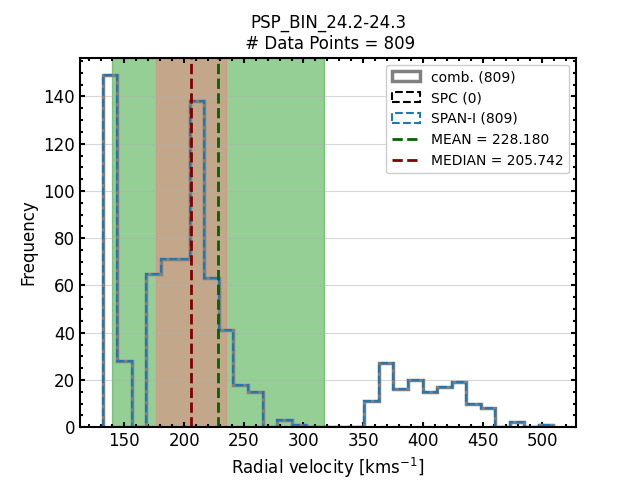 PSP_BIN_24.2-24.3
# Data Points = 809
comb. (809)
SPC (0)
SPAN-I (809)
MEAN = 228.180
MEDIAN = 205.742
Frequency
140
120
100
80
60
40
20
0
150 200 250 300 350 400 450 500
Radial velocity [kms⁻¹]